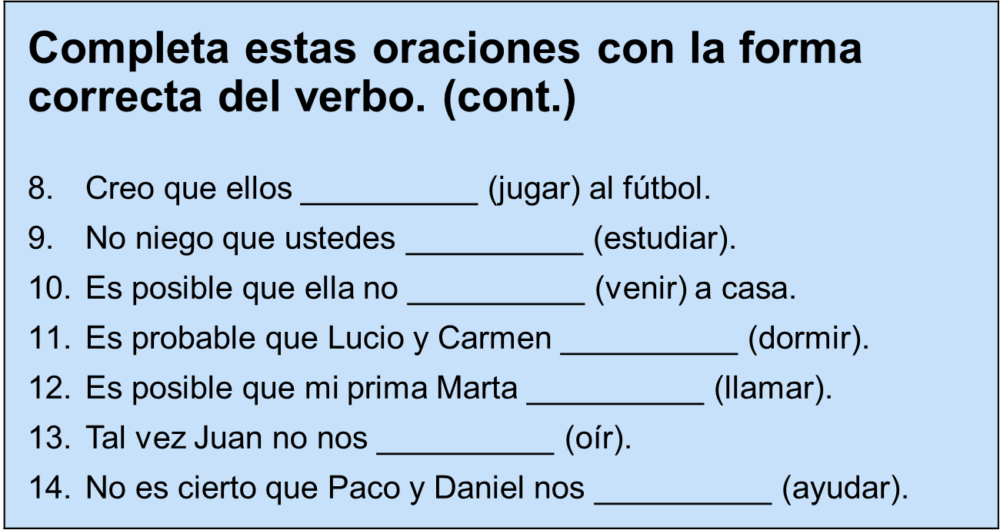 Completa estas oraciones con la forma
correcta del verbo. (cont.)
8. Creo que ellos __________ (jugar) al fútbol.
9. No niego que ustedes __________ (estudiar).
10. Es posible que ella no __________ (venir) a casa.
11. Es probable que Lucio y Carmen __________ (dormir).
12. Es posible que mi prima Marta __________ (llamar).
13. Tal vez Juan no nos __________ (oír).
14. No es cierto que Paco y Daniel nos __________ (ayudar).